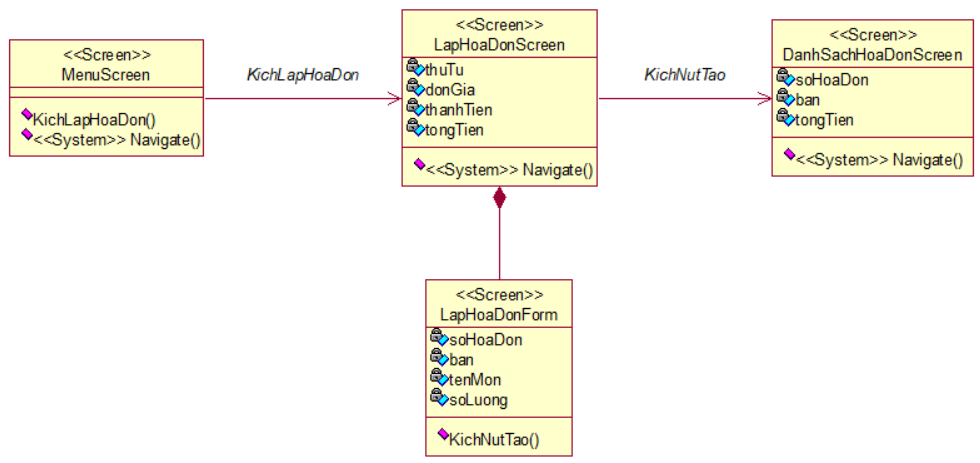 <<Screen>>
MenuScreen
KichLapHoaDon()
<<System>> Navigate()
KichLapHoaDon
<<Screen>>
LapHoaDonScreen
thuTu
donGia
thanhTien
tongTien
<<System>> Navigate()
KichNutTao
<<Screen>>
DanhSachHoaDonScreen
soHoaDon
ban
tongTien
<<System>> Navigate()
<<Screen>>
LapHoaDonForm
soHoaDon
ban
tenMon
soLuong
KichNutTao()